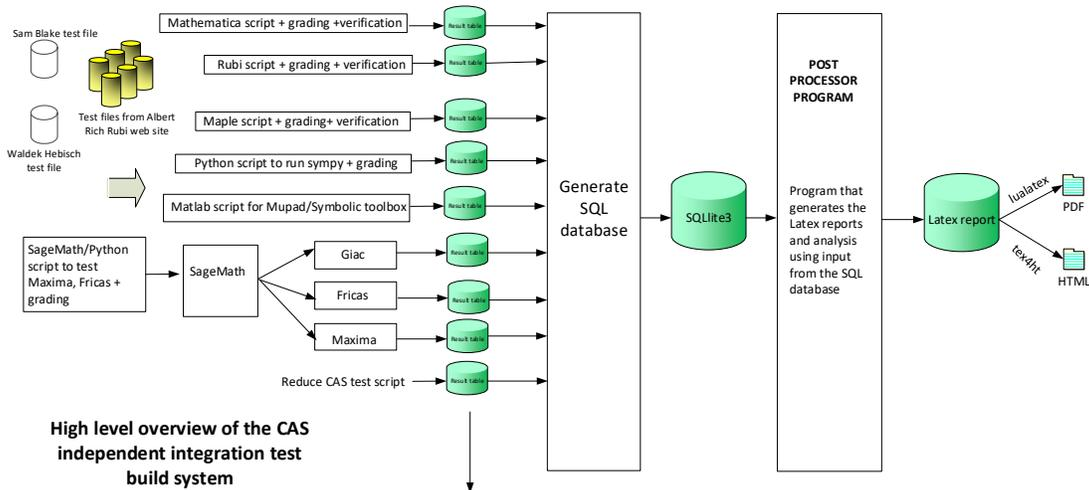 Sam Blake test file
Test files from Albert
Rich Rubi web site
Waldek Hebisch
test file
Mathematica script + grading +verification
Result table
Rubi script + grading + verification
Result table
Maple script + grading+ verification
Result table
Python script to run sympy + grading
Result table
Matlab script for Mupad/Symbolic toolbox
Result table
SageMath/Python
script to test
Maxima, Fricas +
grading
SageMath
Giac
Result table
Fricas
Result table
Maxima
Result table
Reduce CAS test script
Result table
High level overview of the CAS
independent integration test
build system
Generate
SQL
database
SQLlite3
POST
PROCESSOR
PROGRAM
Program that
generates the
Latex reports
and analysis
using input
from the SQL
database
Latex report
lualatex
PDF
tex4ht
HTML